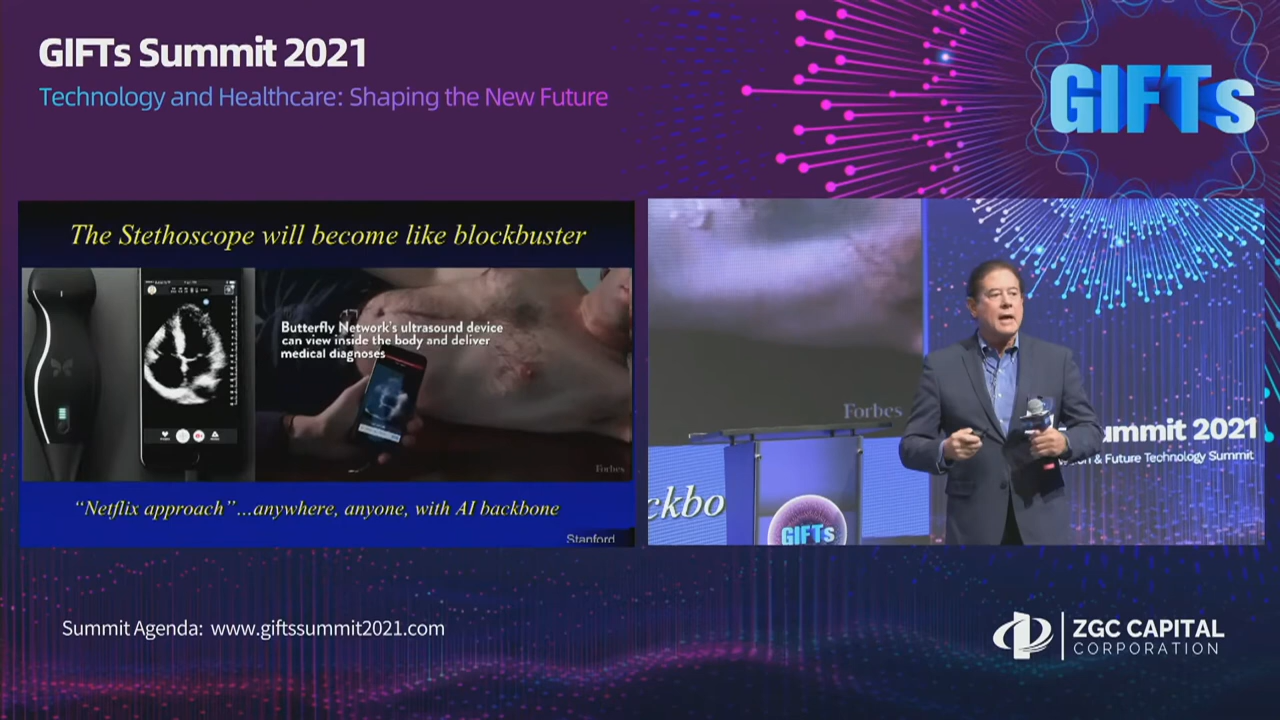 GIFTs Summit 2021
Technology and Healthcare: Shaping the New Future
GIFTs
The Stethoscope will become like blockbuster
Butterfly Network's ultrasound device
can view inside the body and deliver
medical diagnoses
Forbes
"Netflix approach"...anywhere, anyone, with AI backbone
Stanford
Forbes
ckbo
GIFTs
ummit 2021
& Future Technology Summit
Summit Agenda: www.giftssummit2021.com
ZGC CAPITAL
CORPORATION